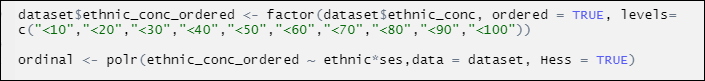 dataset$ethnic_conc_ordered <- factor(dataset$ethnic_conc, ordered = TRUE, levels=
c("<10","<20","<30","<40","<50","<60","<70","<80","<90","<100"))
ordinal <- polr(ethnic_conc_ordered ~ ethnic*ses,data = dataset, Hess = TRUE)